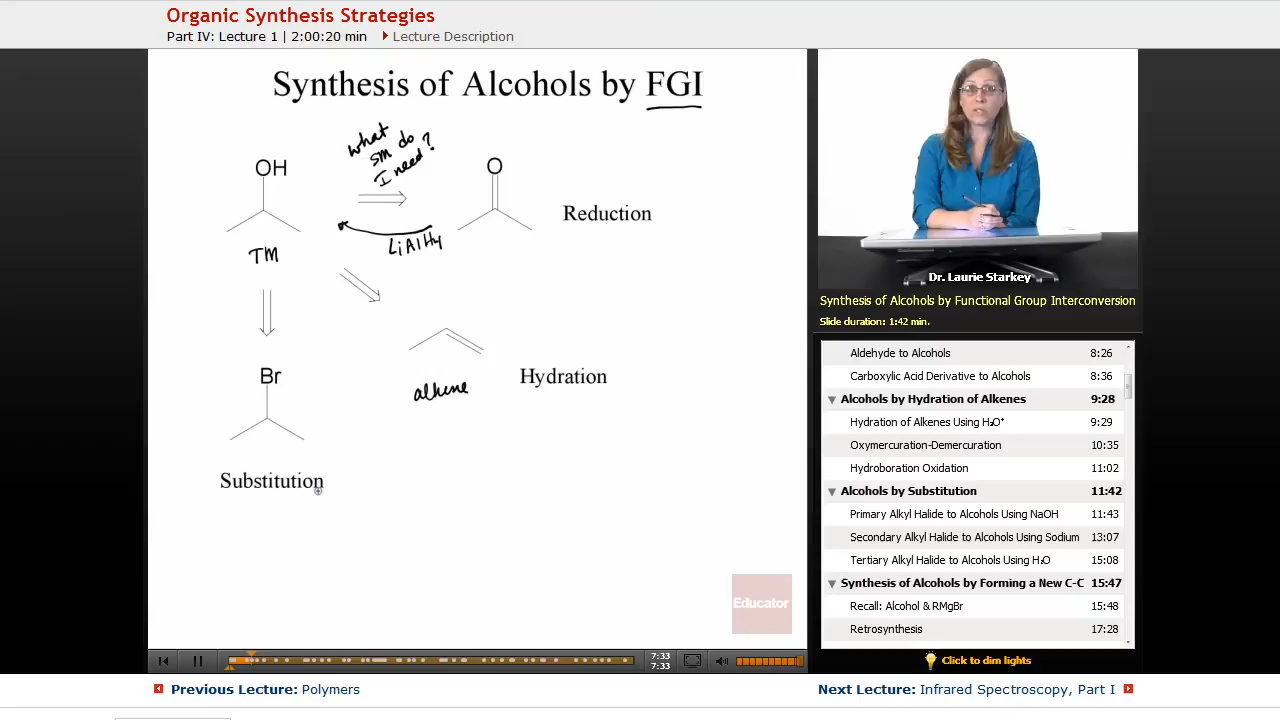 Organic Synthesis Strategies
Part IV: Lecture 1 | 2:00:20 min Lecture Description
Synthesis of Alcohols by FGI
what
SM do
I need?
OH
O
Reduction
LiAlH4
TM
Br
alkene
Hydration
Substitution
Educator
7:33
7:33
Dr. Laurie Starkey
Synthesis of Alcohols by Functional Group Interconversion
Slide duration: 1:42 min.
Aldehyde to Alcohols 8:26
Carboxylic Acid Derivative to Alcohols 8:36
Alcohols by Hydration of Alkenes 9:28
Hydration of Alkenes Using H₃O⁺ 9:29
Oxymercuration-Demercuration 10:35
Hydroboration Oxidation 11:02
Alcohols by Substitution 11:42
Primary Alkyl Halide to Alcohols Using NaOH 11:43
Secondary Alkyl Halide to Alcohols Using Sodium 13:07
Tertiary Alkyl Halide to Alcohols Using H₂O 15:08
Synthesis of Alcohols by Forming a New C-C 15:47
Recall: Alcohol & RMgBr 15:48
Retrosynthesis 17:28
Click to dim lights
Previous Lecture: Polymers
Next Lecture: Infrared Spectroscopy, Part I